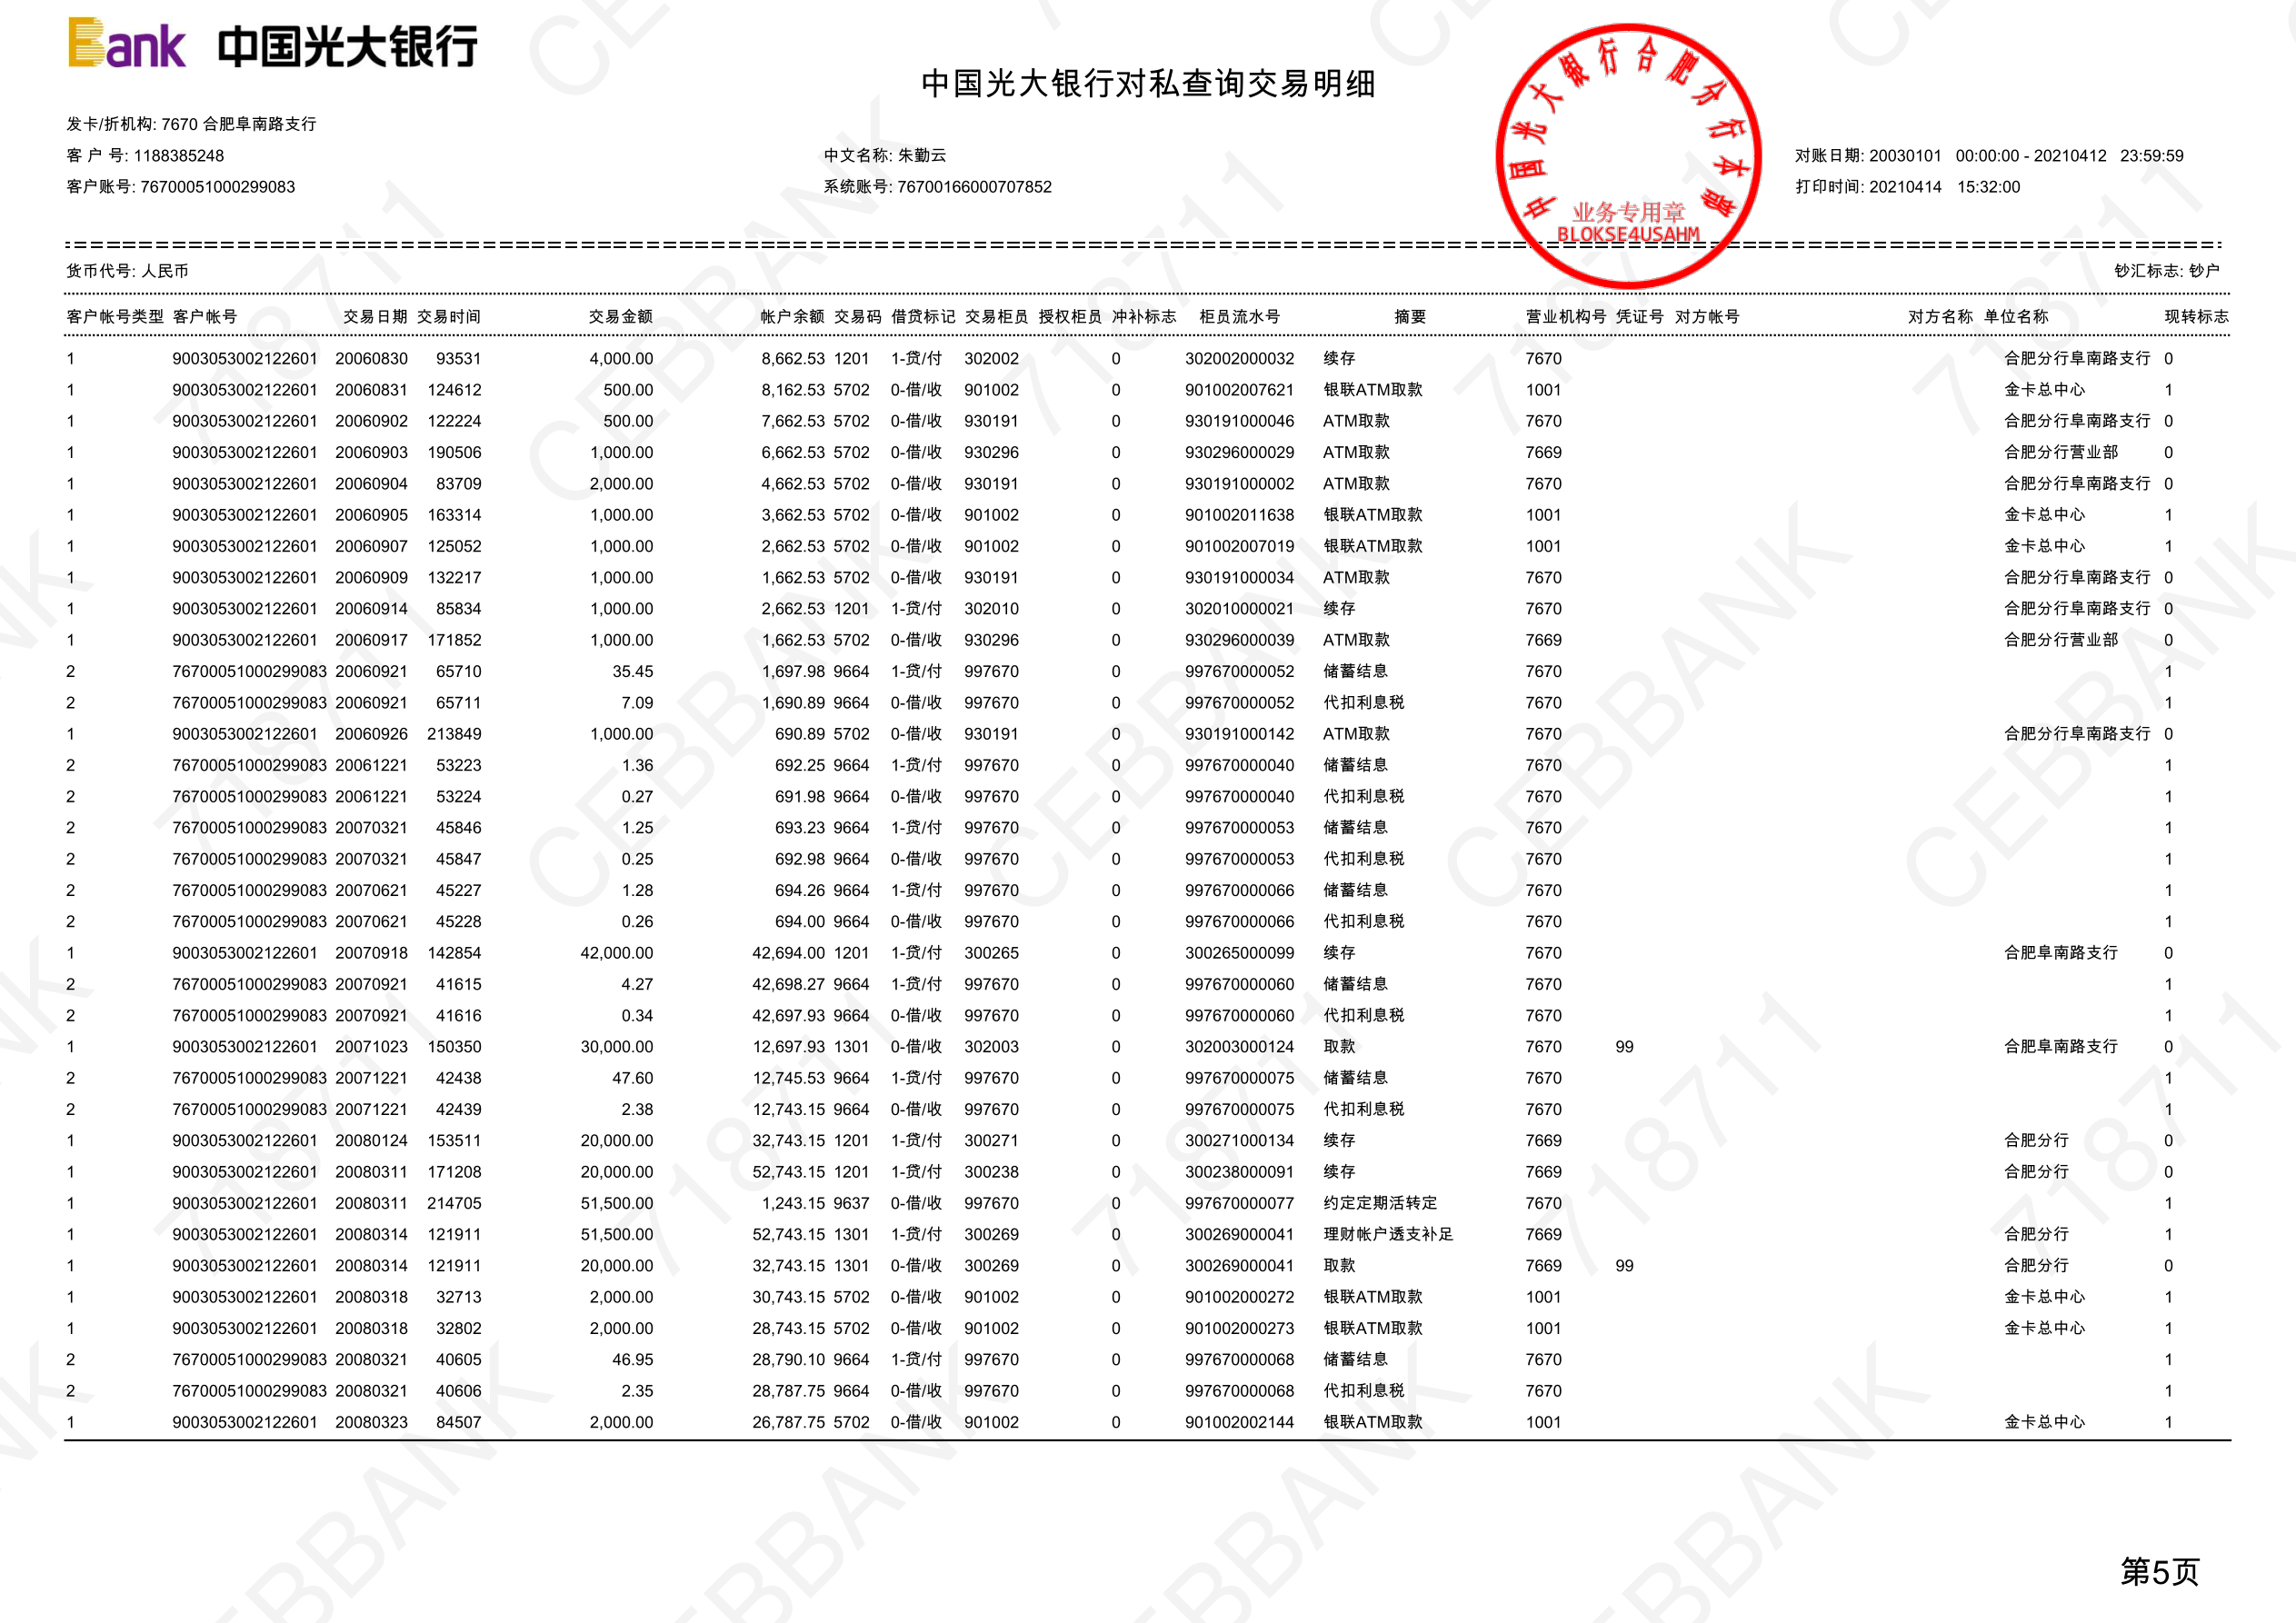 Bank 中国光大银行
中国光大银行对私查询交易明细
中国光大银行合肥分行本部
业务专用章
BLOKSE4USAHM
发卡/折机构: 7670 合肥阜南路支行
客 户 号: 1188385248 中文名称: 朱勤云 对账日期: 20030101 00:00:00 - 20210412 23:59:59
客户账号: 76700051000299083 系统账号: 76700166000707852 打印时间: 20210414 15:32:00
货币代号: 人民币 钞汇标志: 钞户
客户帐号类型 客户帐号 交易日期 交易时间 交易金额 帐户余额 交易码 借贷标记 交易柜员 授权柜员 冲补标志 柜员流水号 摘要 营业机构号 凭证号 对方帐号 对方名称 单位名称 现转标志
1 9003053002122601 20060830 93531 4,000.00 8,662.53 1201 1-贷/付 302002 0 302002000032 续存 7670 合肥分行阜南路支行 0
1 9003053002122601 20060831 124612 500.00 8,162.53 5702 0-借/收 901002 0 901002007621 银联ATM取款 1001 金卡总中心 1
1 9003053002122601 20060902 122224 500.00 7,662.53 5702 0-借/收 930191 0 930191000046 ATM取款 7670 合肥分行阜南路支行 0
1 9003053002122601 20060903 190506 1,000.00 6,662.53 5702 0-借/收 930296 0 930296000029 ATM取款 7669 合肥分行营业部 0
1 9003053002122601 20060904 83709 2,000.00 4,662.53 5702 0-借/收 930191 0 930191000002 ATM取款 7670 合肥分行阜南路支行 0
1 9003053002122601 20060905 163314 1,000.00 3,662.53 5702 0-借/收 901002 0 901002011638 银联ATM取款 1001 金卡总中心 1
1 9003053002122601 20060907 125052 1,000.00 2,662.53 5702 0-借/收 901002 0 901002007019 银联ATM取款 1001 金卡总中心 1
1 9003053002122601 20060909 132217 1,000.00 1,662.53 5702 0-借/收 930191 0 930191000034 ATM取款 7670 合肥分行阜南路支行 0
1 9003053002122601 20060914 85834 1,000.00 2,662.53 1201 1-贷/付 302010 0 302010000021 续存 7670 合肥分行阜南路支行 0
1 9003053002122601 20060917 171852 1,000.00 1,662.53 5702 0-借/收 930296 0 930296000039 ATM取款 7669 合肥分行营业部 0
2 76700051000299083 20060921 65710 35.45 1,697.98 9664 1-贷/付 997670 0 997670000052 储蓄结息 7670 1
2 76700051000299083 20060921 65711 7.09 1,690.89 9664 0-借/收 997670 0 997670000052 代扣利息税 7670 1
1 9003053002122601 20060926 213849 1,000.00 690.89 5702 0-借/收 930191 0 930191000142 ATM取款 7670 合肥分行阜南路支行 0
2 76700051000299083 20061221 53223 1.36 692.25 9664 1-贷/付 997670 0 997670000040 储蓄结息 7670 1
2 76700051000299083 20061221 53224 0.27 691.98 9664 0-借/收 997670 0 997670000040 代扣利息税 7670 1
2 76700051000299083 20070321 45846 1.25 693.23 9664 1-贷/付 997670 0 997670000053 储蓄结息 7670 1
2 76700051000299083 20070321 45847 0.25 692.98 9664 0-借/收 997670 0 997670000053 代扣利息税 7670 1
2 76700051000299083 20070621 45227 1.28 694.26 9664 1-贷/付 997670 0 997670000066 储蓄结息 7670 1
2 76700051000299083 20070621 45228 0.26 694.00 9664 0-借/收 997670 0 997670000066 代扣利息税 7670 1
1 9003053002122601 20070918 142854 42,000.00 42,694.00 1201 1-贷/付 300265 0 300265000099 续存 7670 合肥阜南路支行 0
2 76700051000299083 20070921 41615 4.27 42,698.27 9664 1-贷/付 997670 0 997670000060 储蓄结息 7670 1
2 76700051000299083 20070921 41616 0.34 42,697.93 9664 0-借/收 997670 0 997670000060 代扣利息税 7670 1
1 9003053002122601 20071023 150350 30,000.00 12,697.93 1301 0-借/收 302003 0 302003000124 取款 7670 99 合肥阜南路支行 0
2 76700051000299083 20071221 42438 47.60 12,745.53 9664 1-贷/付 997670 0 997670000075 储蓄结息 7670 1
2 76700051000299083 20071221 42439 2.38 12,743.15 9664 0-借/收 997670 0 997670000075 代扣利息税 7670 1
1 9003053002122601 20080124 153511 20,000.00 32,743.15 1201 1-贷/付 300271 0 300271000134 续存 7669 合肥分行 0
1 9003053002122601 20080311 171208 20,000.00 52,743.15 1201 1-贷/付 300238 0 300238000091 续存 7669 合肥分行 0
1 9003053002122601 20080311 214705 51,500.00 1,243.15 9637 0-借/收 997670 0 997670000077 约定定期活转定 7670 1
1 9003053002122601 20080314 121911 51,500.00 52,743.15 1301 1-贷/付 300269 0 300269000041 理财帐户透支补足 7669 合肥分行 1
1 9003053002122601 20080314 121911 20,000.00 32,743.15 1301 0-借/收 300269 0 300269000041 取款 7669 99 合肥分行 0
1 9003053002122601 20080318 32713 2,000.00 30,743.15 5702 0-借/收 901002 0 901002000272 银联ATM取款 1001 金卡总中心 1
1 9003053002122601 20080318 32802 2,000.00 28,743.15 5702 0-借/收 901002 0 901002000273 银联ATM取款 1001 金卡总中心 1
2 76700051000299083 20080321 40605 46.95 28,790.10 9664 1-贷/付 997670 0 997670000068 储蓄结息 7670 1
2 76700051000299083 20080321 40606 2.35 28,787.75 9664 0-借/收 997670 0 997670000068 代扣利息税 7670 1
1 9003053002122601 20080323 84507 2,000.00 26,787.75 5702 0-借/收 901002 0 901002002144 银联ATM取款 1001 金卡总中心 1
第5页